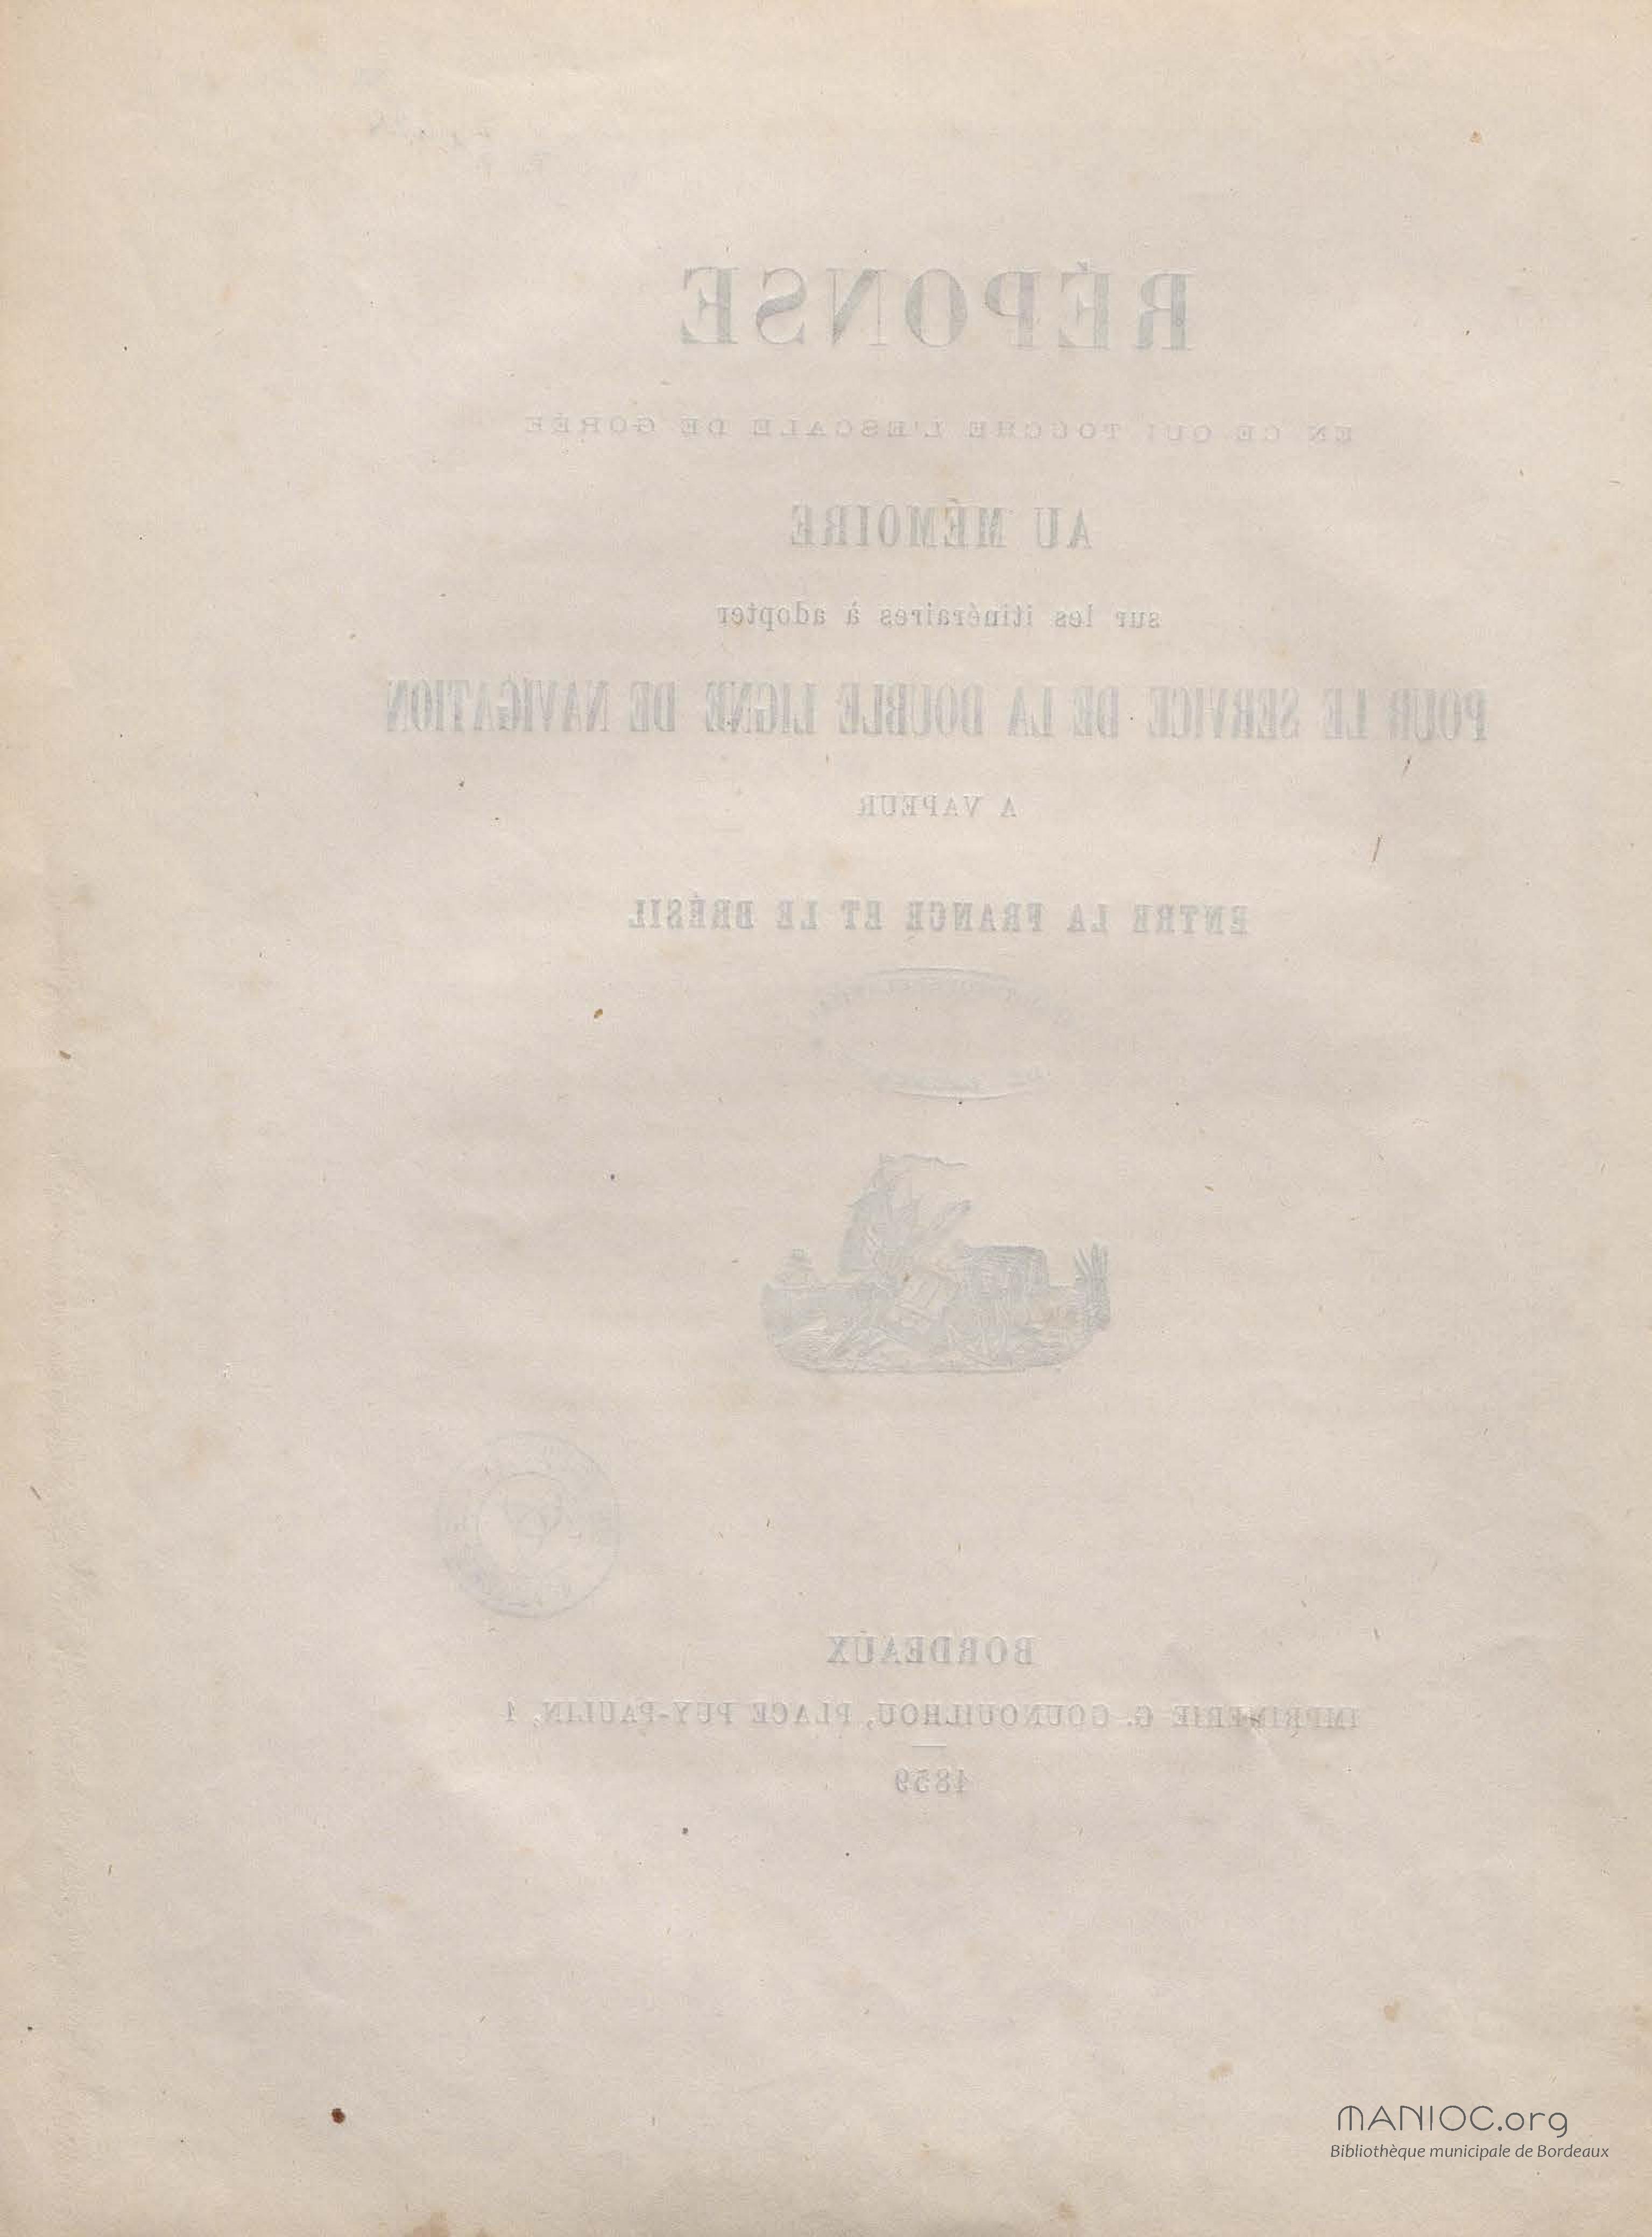 RÉPONSE
EN CE QUI TOUCHE L'ESCALE DE GORÉE
AU MÉMOIRE
sur les itinéraires à adopter
POUR LE SERVICE DE LA DOUBLE LIGNE DE NAVIGATION
A VAPEUR
ENTRE LA FRANCE ET LE BRÉSIL
BORDEAUX
IMPRIMERIE G. GOUNOUILHOU, PLACE PUY-PAULIN, 1
1859
MANIOC.org
Bibliothèque municipale de Bordeaux